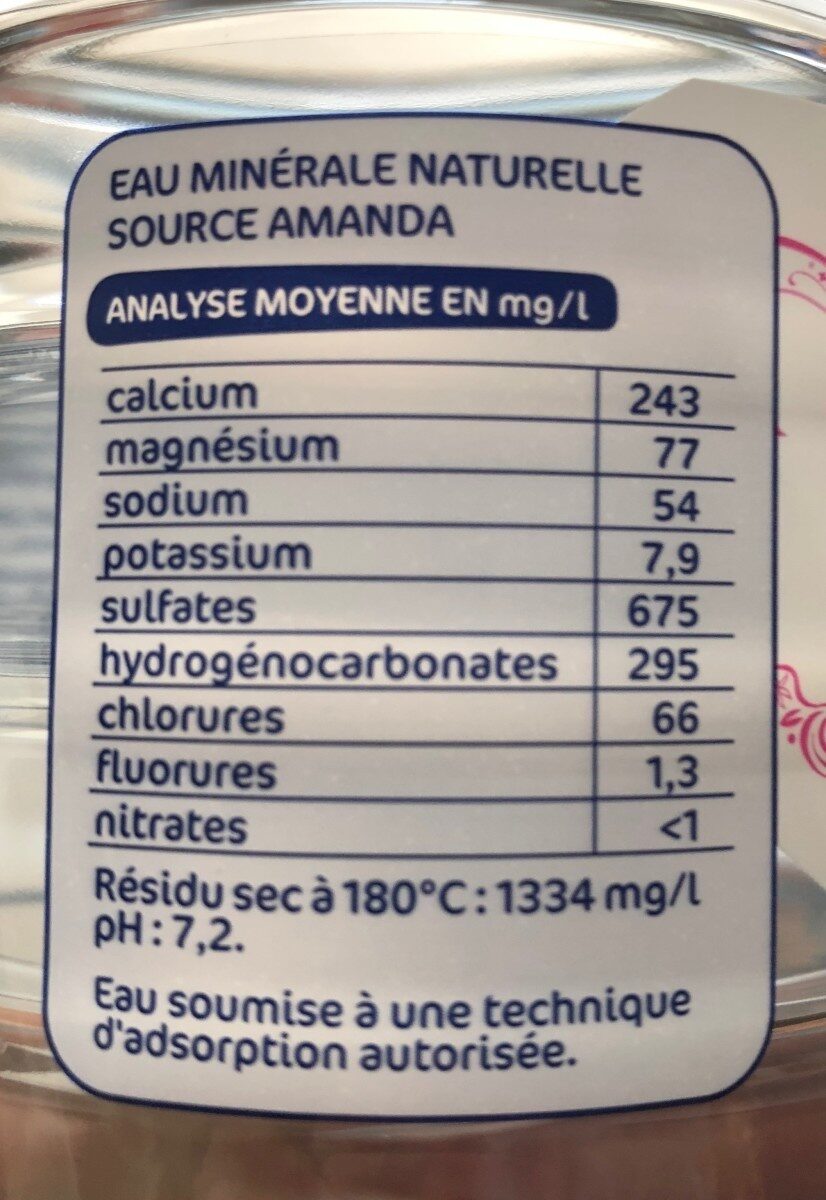 EAU MINÉRALE NATURELLE
SOURCE AMANDA
ANALYSE MOYENNE EN mg/l
calcium 243
magnésium 77
sodium 54
potassium 7,9
sulfates 675
hydrogénocarbonates 295
chlorures 66
fluorures 1,3
nitrates <1
Résidu sec à 180°C : 1334 mg/l
pH : 7,2.
Eau soumise à une technique
d'adsorption autorisée.